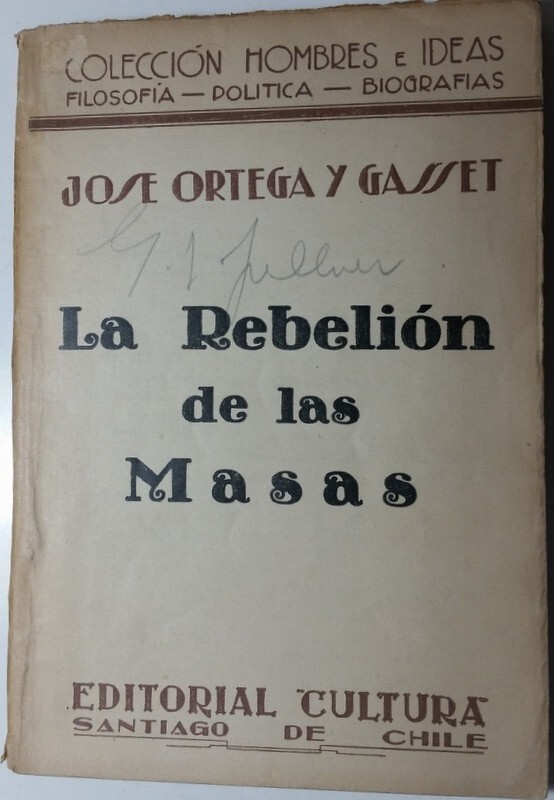 COLECCIÓN HOMBRES E IDEAS
FILOSOFÍA — POLITICA — BIOGRAFIAS
JOSE ORTEGA Y GASSET
La Rebelión
de las
Masas
EDITORIAL "CULTURA"
SANTIAGO DE CHILE